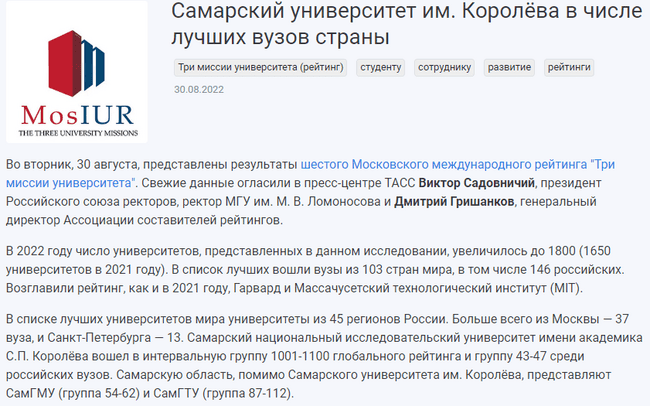 Самарский университет им. Королёва в числе
лучших вузов страны
Три миссии университета (рейтинг) студенту сотруднику развитие рейтинги
30.08.2022
MosIUR
THE THREE UNIVERSITY MISSIONS
Во вторник, 30 августа, представлены результаты шестого Московского международного рейтинга "Три
миссии университета". Свежие данные огласили в пресс-центре ТАСС Виктор Садовничий, президент
Российского союза ректоров, ректор МГУ им. М. В. Ломоносова и Дмитрий Гришанков, генеральный
директор Ассоциации составителей рейтингов.
В 2022 году число университетов, представленных в данном исследовании, увеличилось до 1800 (1650
университетов в 2021 году). В список лучших вошли вузы из 103 стран мира, в том числе 146 российских.
Возглавили рейтинг, как и в 2021 году, Гарвард и Массачусетский технологический институт (MIT).
В списке лучших университетов мира университеты из 45 регионов России. Больше всего из Москвы — 37
вуза, и Санкт-Петербурга — 13. Самарский национальный исследовательский университет имени академика
С.П. Королёва вошел в интервальную группу 1001-1100 глобального рейтинга и группу 43-47 среди
российских вузов. Самарскую область, помимо Самарского университета им. Королёва, представляют
СамГМУ (группа 54-62) и СамГТУ (группа 87-112).